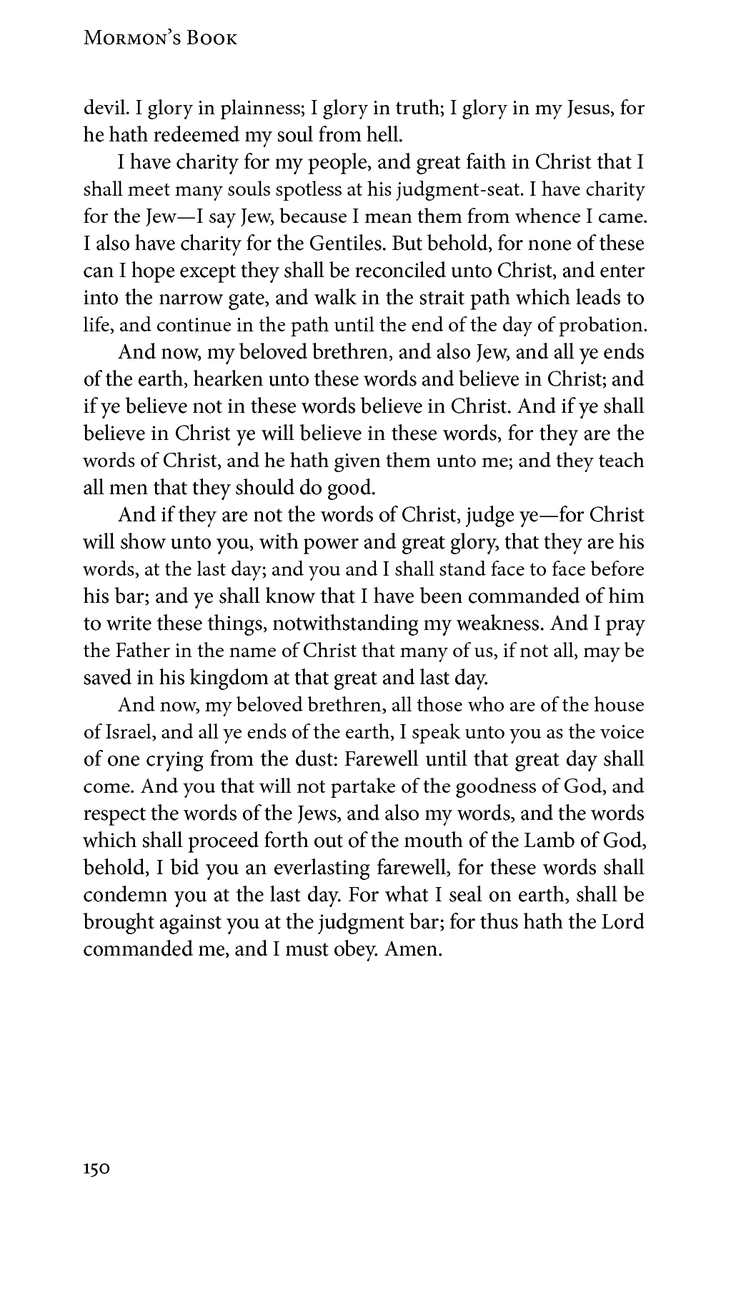 Mormon's Book
devil. I glory in plainness; I glory in truth; I glory in my Jesus, for
he hath redeemed my soul from hell.
I have charity for my people, and great faith in Christ that I
shall meet many souls spotless at his judgment-seat. I have charity
for the Jew—I say Jew, because I mean them from whence I came.
I also have charity for the Gentiles. But behold, for none of these
can I hope except they shall be reconciled unto Christ, and enter
into the narrow gate, and walk in the strait path which leads to
life, and continue in the path until the end of the day of probation.
And now, my beloved brethren, and also Jew, and all ye ends
of the earth, hearken unto these words and believe in Christ; and
if ye believe not in these words believe in Christ. And if ye shall
believe in Christ ye will believe in these words, for they are the
words of Christ, and he hath given them unto me; and they teach
all men that they should do good.
And if they are not the words of Christ, judge ye—for Christ
will show unto you, with power and great glory, that they are his
words, at the last day; and you and I shall stand face to face before
his bar; and ye shall know that I have been commanded of him
to write these things, notwithstanding my weakness. And I pray
the Father in the name of Christ that many of us, if not all, may be
saved in his kingdom at that great and last day.
And now, my beloved brethren, all those who are of the house
of Israel, and all ye ends of the earth, I speak unto you as the voice
of one crying from the dust: Farewell until that great day shall
come. And you that will not partake of the goodness of God, and
respect the words of the Jews, and also my words, and the words
which shall proceed forth out of the mouth of the Lamb of God,
behold, I bid you an everlasting farewell, for these words shall
condemn you at the last day. For what I seal on earth, shall be
brought against you at the judgment bar; for thus hath the Lord
commanded me, and I must obey. Amen.
150